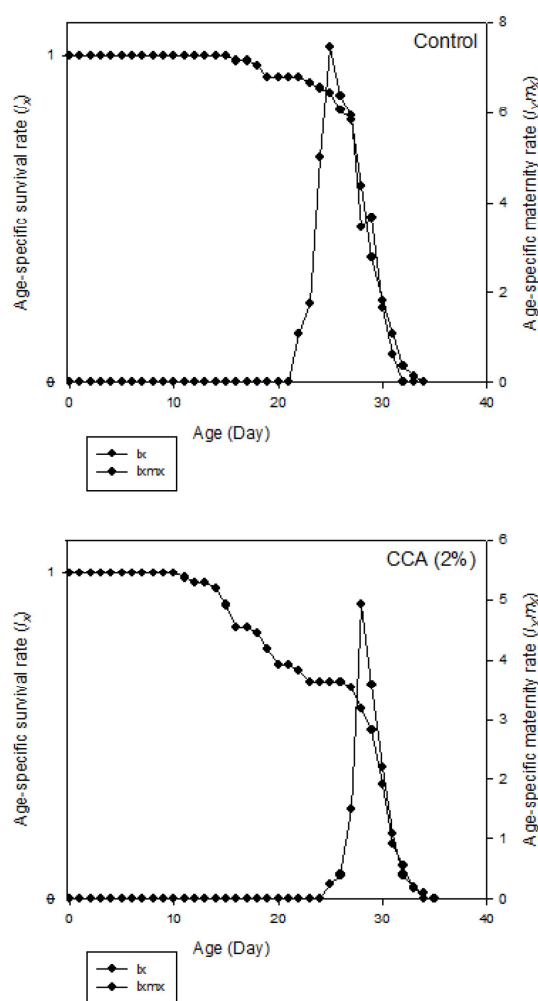 Control
Age-specific survival rate (lx)
1
0
8
6
4
2
0
Age-specific maternity rate (lxmx)
0 10 20 30 40
Age (Day)
lx
lxmx
CCA (2%)
Age-specific survival rate (lx)
1
0
6
5
4
3
2
1
0
Age-specific maternity rate (lxmx)
0 10 20 30 40
Age (Day)
lx
lxmx